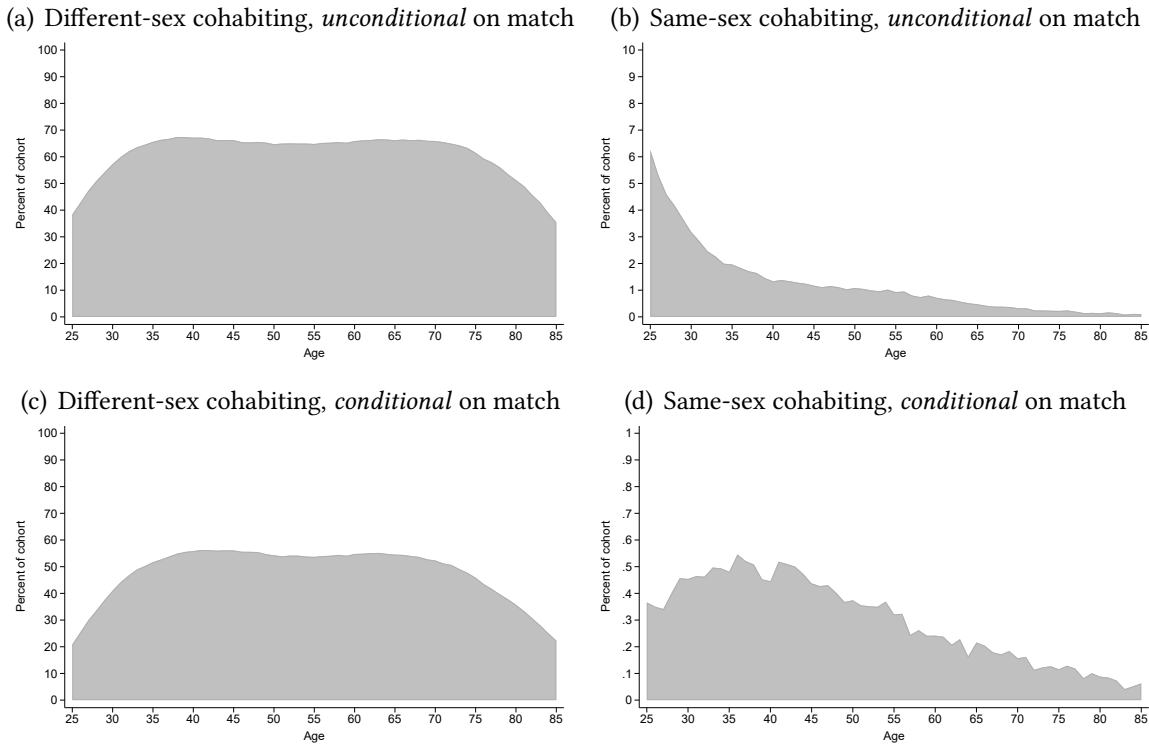 (a) Different-sex cohabiting, unconditional on match
100
90
80
70
60
50
40
30
20
10
0
Percent of cohort
25 30 35 40 45 50 55 60 65 70 75 80 85
Age
(b) Same-sex cohabiting, unconditional on match
10
9
8
7
6
5
4
3
2
1
0
Percent of cohort
25 30 35 40 45 50 55 60 65 70 75 80 85
Age
(c) Different-sex cohabiting, conditional on match
100
90
80
70
60
50
40
30
20
10
0
Percent of cohort
25 30 35 40 45 50 55 60 65 70 75 80 85
Age
(d) Same-sex cohabiting, conditional on match
1
.9
.8
.7
.6
.5
.4
.3
.2
.1
0
Percent of cohort
25 30 35 40 45 50 55 60 65 70 75 80 85
Age